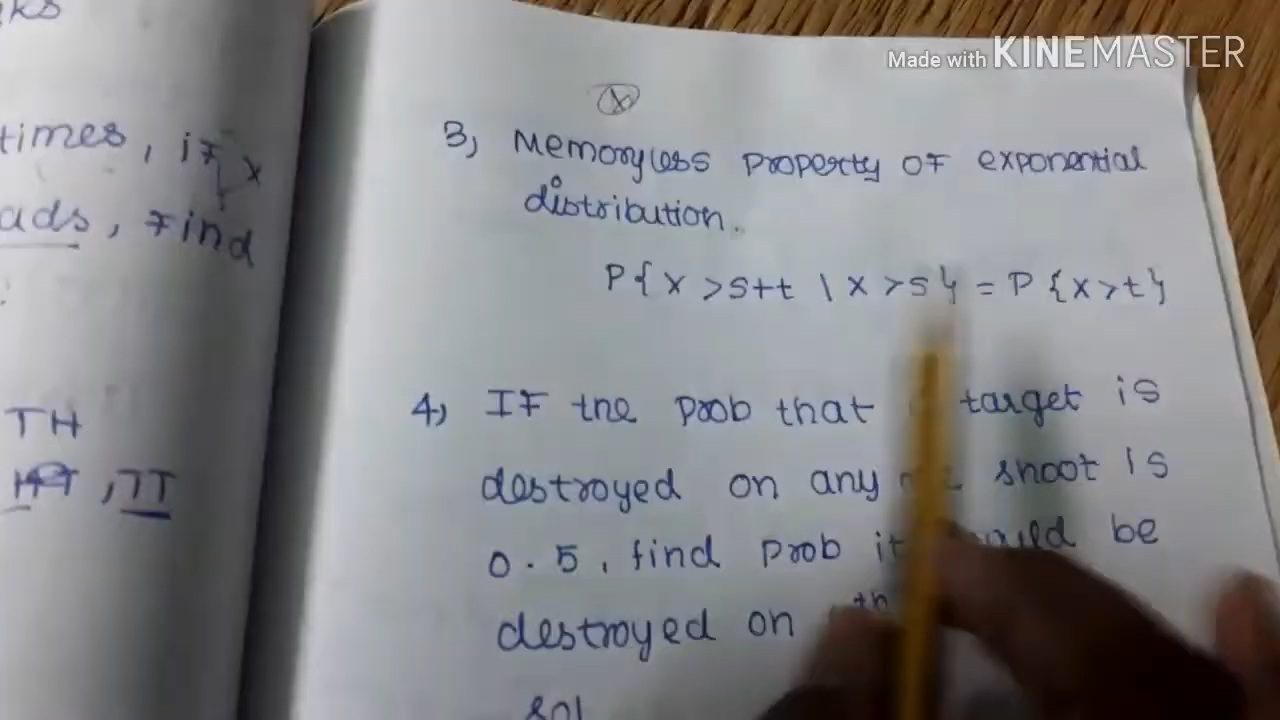 Made with KINEMASTER
times, if x
ads, find
TH
TT
3) Memoryless property of exponential
distribution.
P{x>s+t | x>s} = P{x>t}
4) If the prob that target is
destroyed on any shoot is
0.5, find prob it be
destroyed on
sol